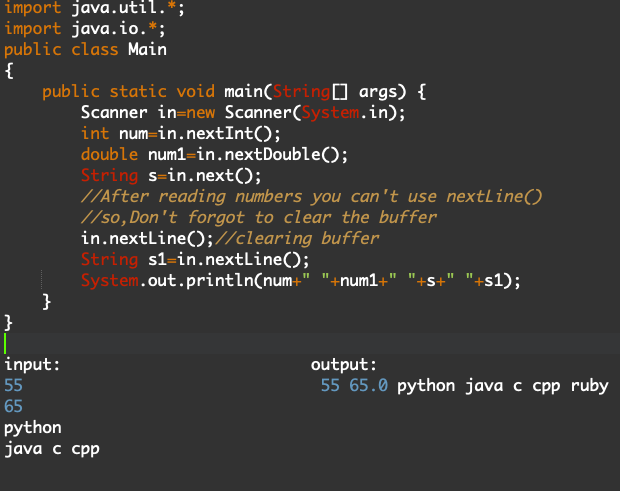 import java.util.*;
import java.io.*;
public class Main
{
    public static void main(String[] args) {
        Scanner in=new Scanner(System.in);
        int num=in.nextInt();
        double num1=in.nextDouble();
        String s=in.next();
        //After reading numbers you can't use nextLine()
        //so,Don't forgot to clear the buffer
        in.nextLine();//clearing buffer
        String s1=in.nextLine();
        System.out.println(num+" "+num1+" "+s+" "+s1);
    }
}
input:                          output:
55                               55 65.0 python java c cpp ruby
65
python
java c cpp